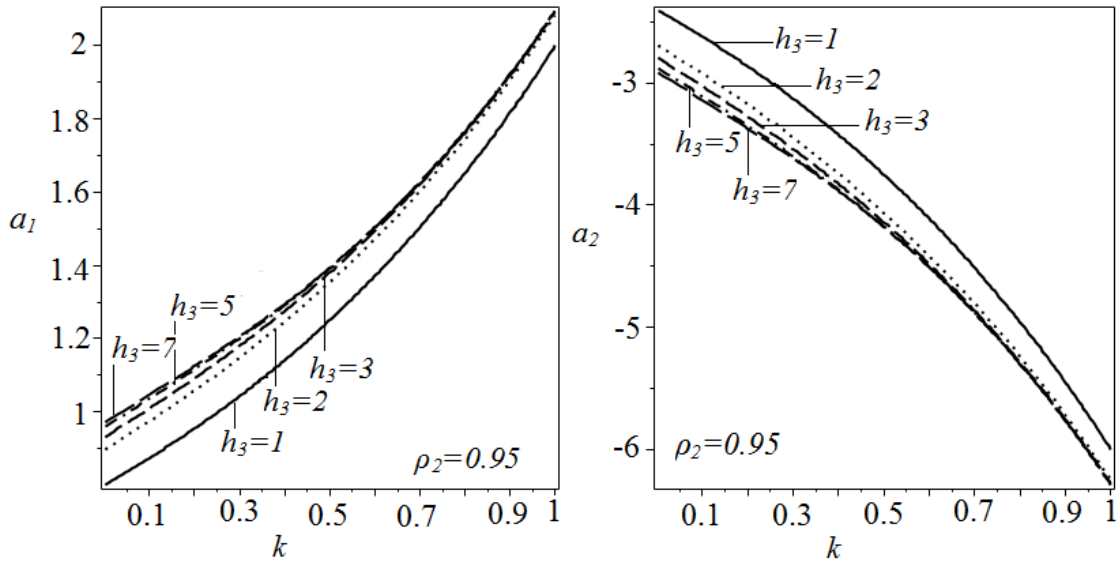 2
1.8
1.6
a1
1.4
1.2
1
h3=5
h3=7
h3=3
h3=2
h3=1
ρ2=0.95
0.1 0.3 0.5 0.7 0.9 1
k
-3
-4
a2
-5
-6
h3=1
h3=2
h3=3
h3=5
h3=7
ρ2=0.95
0.1 0.3 0.5 0.7 0.9 1
k